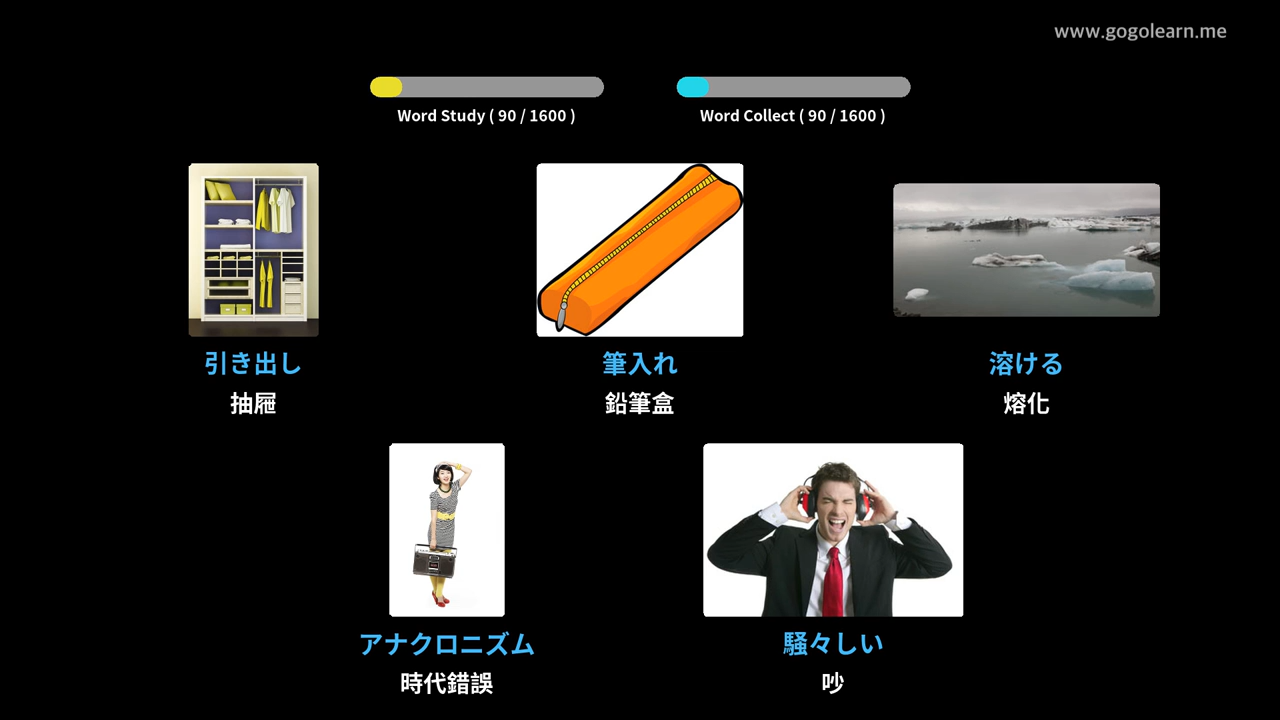 www.gogolearn.me
Word Study ( 90 / 1600 )
Word Collect ( 90 / 1600 )
引き出し
抽屜
筆入れ
鉛筆盒
溶ける
熔化
アナクロニズム
時代錯誤
騒々しい
吵